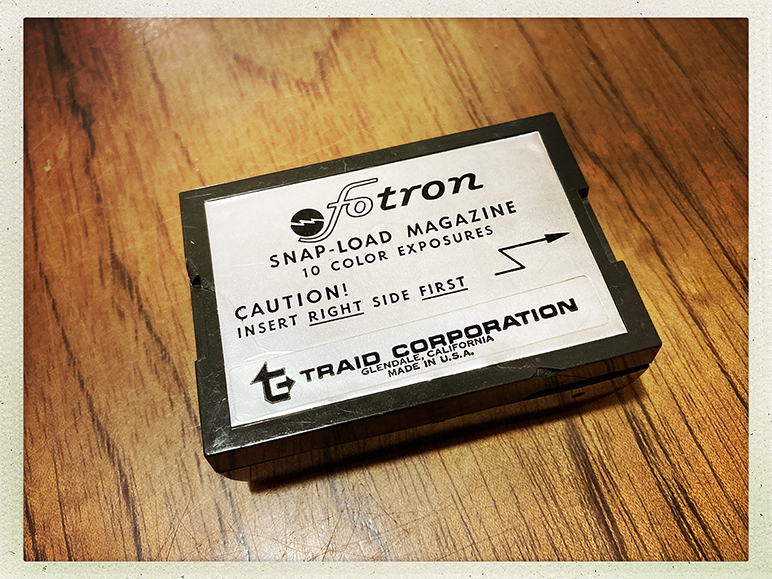 fotron
SNAP-LOAD MAGAZINE
10 COLOR EXPOSURES
CAUTION!
INSERT RIGHT SIDE FIRST
TRAID CORPORATION
GLENDALE, CALIFORNIA
MADE IN U.S.A.